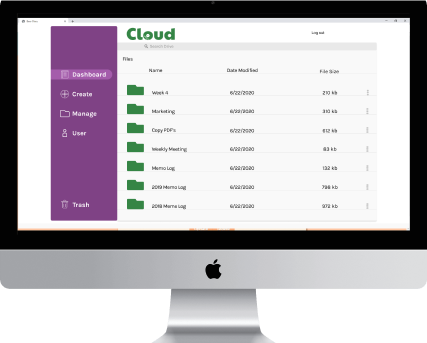 Cloud
Log out
Files
Name Date Modified File Size
Dashboard
Week 4 6/22/2020 210 kb
Create
Marketing 6/22/2020 310 kb
Manage
Copy PDF's 6/22/2020 612 kb
User
Weekly Meeting 6/22/2020 83 kb
Memo Log 6/22/2020 132 kb
2019 Memo Log 6/22/2020 798 kb
2018 Memo Log 6/22/2020 972 kb
Trash